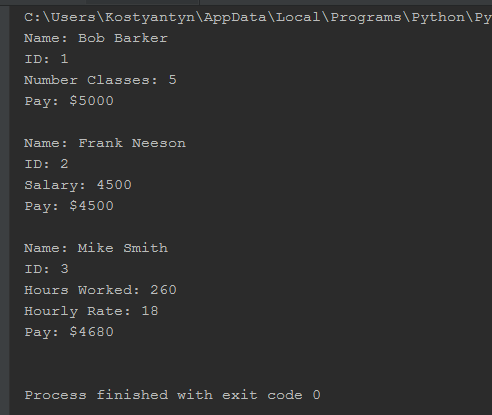 C:\Users\Kostyantyn\AppData\Local\Programs\Python\Py
Name: Bob Barker
ID: 1
Number Classes: 5
Pay: $5000
Name: Frank Neeson
ID: 2
Salary: 4500
Pay: $4500
Name: Mike Smith
ID: 3
Hours Worked: 260
Hourly Rate: 18
Pay: $4680
Process finished with exit code 0